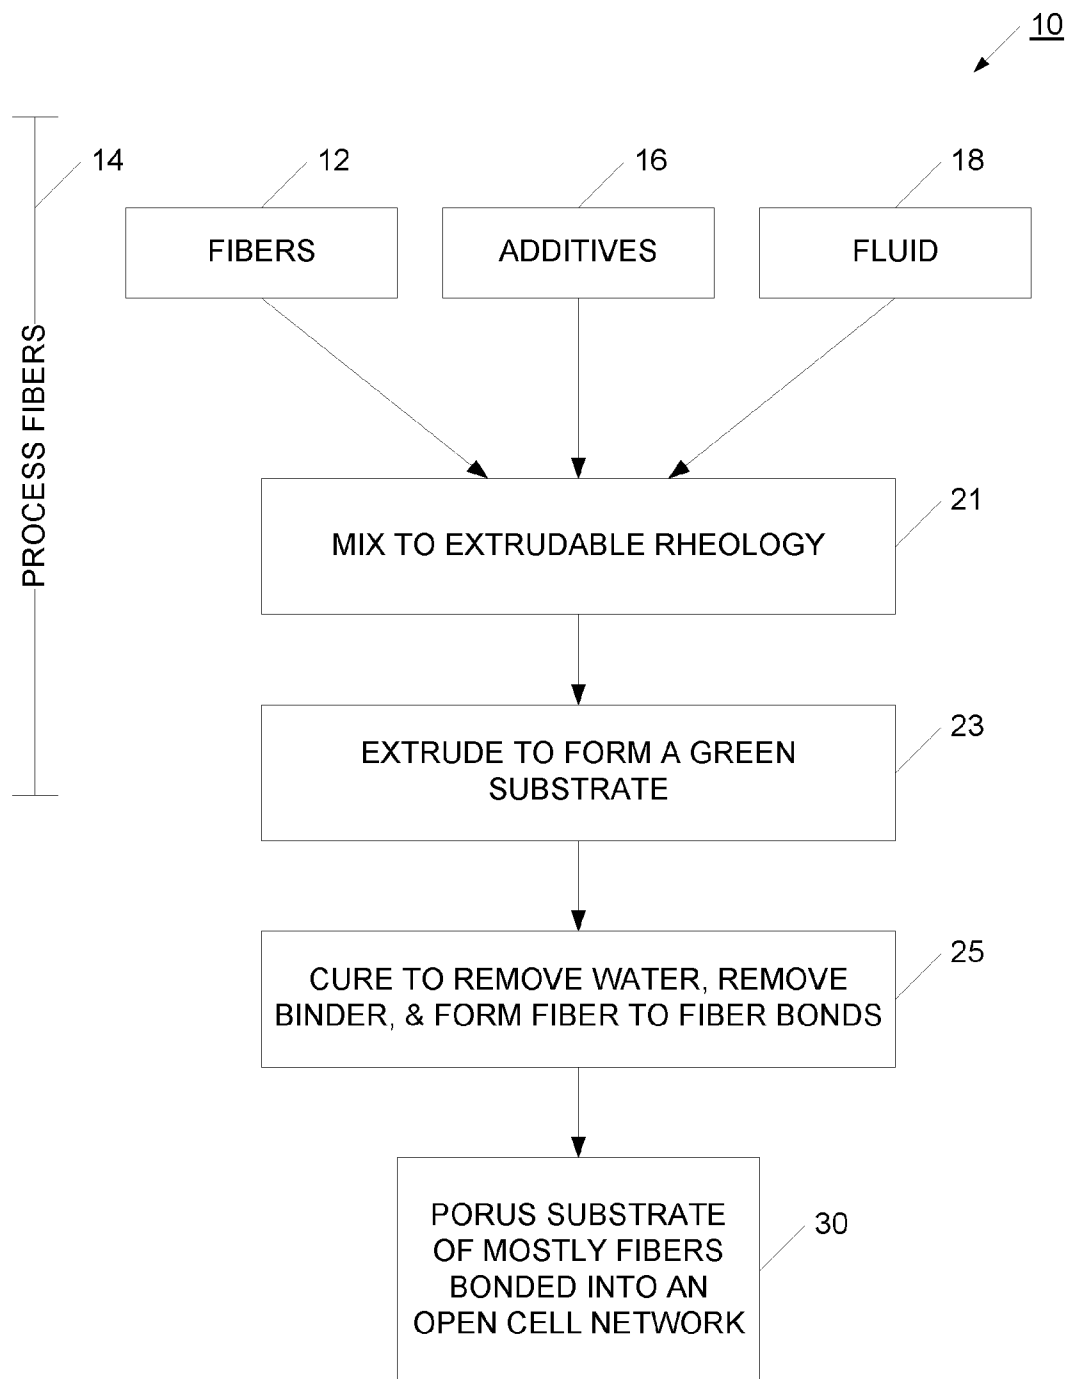 10
14
12
16
18
FIBERS
ADDITIVES
FLUID
PROCESS FIBERS
MIX TO EXTRUDABLE RHEOLOGY
21
EXTRUDE TO FORM A GREEN
SUBSTRATE
23
CURE TO REMOVE WATER, REMOVE
BINDER, & FORM FIBER TO FIBER BONDS
25
PORUS SUBSTRATE
OF MOSTLY FIBERS
BONDED INTO AN
OPEN CELL NETWORK
30